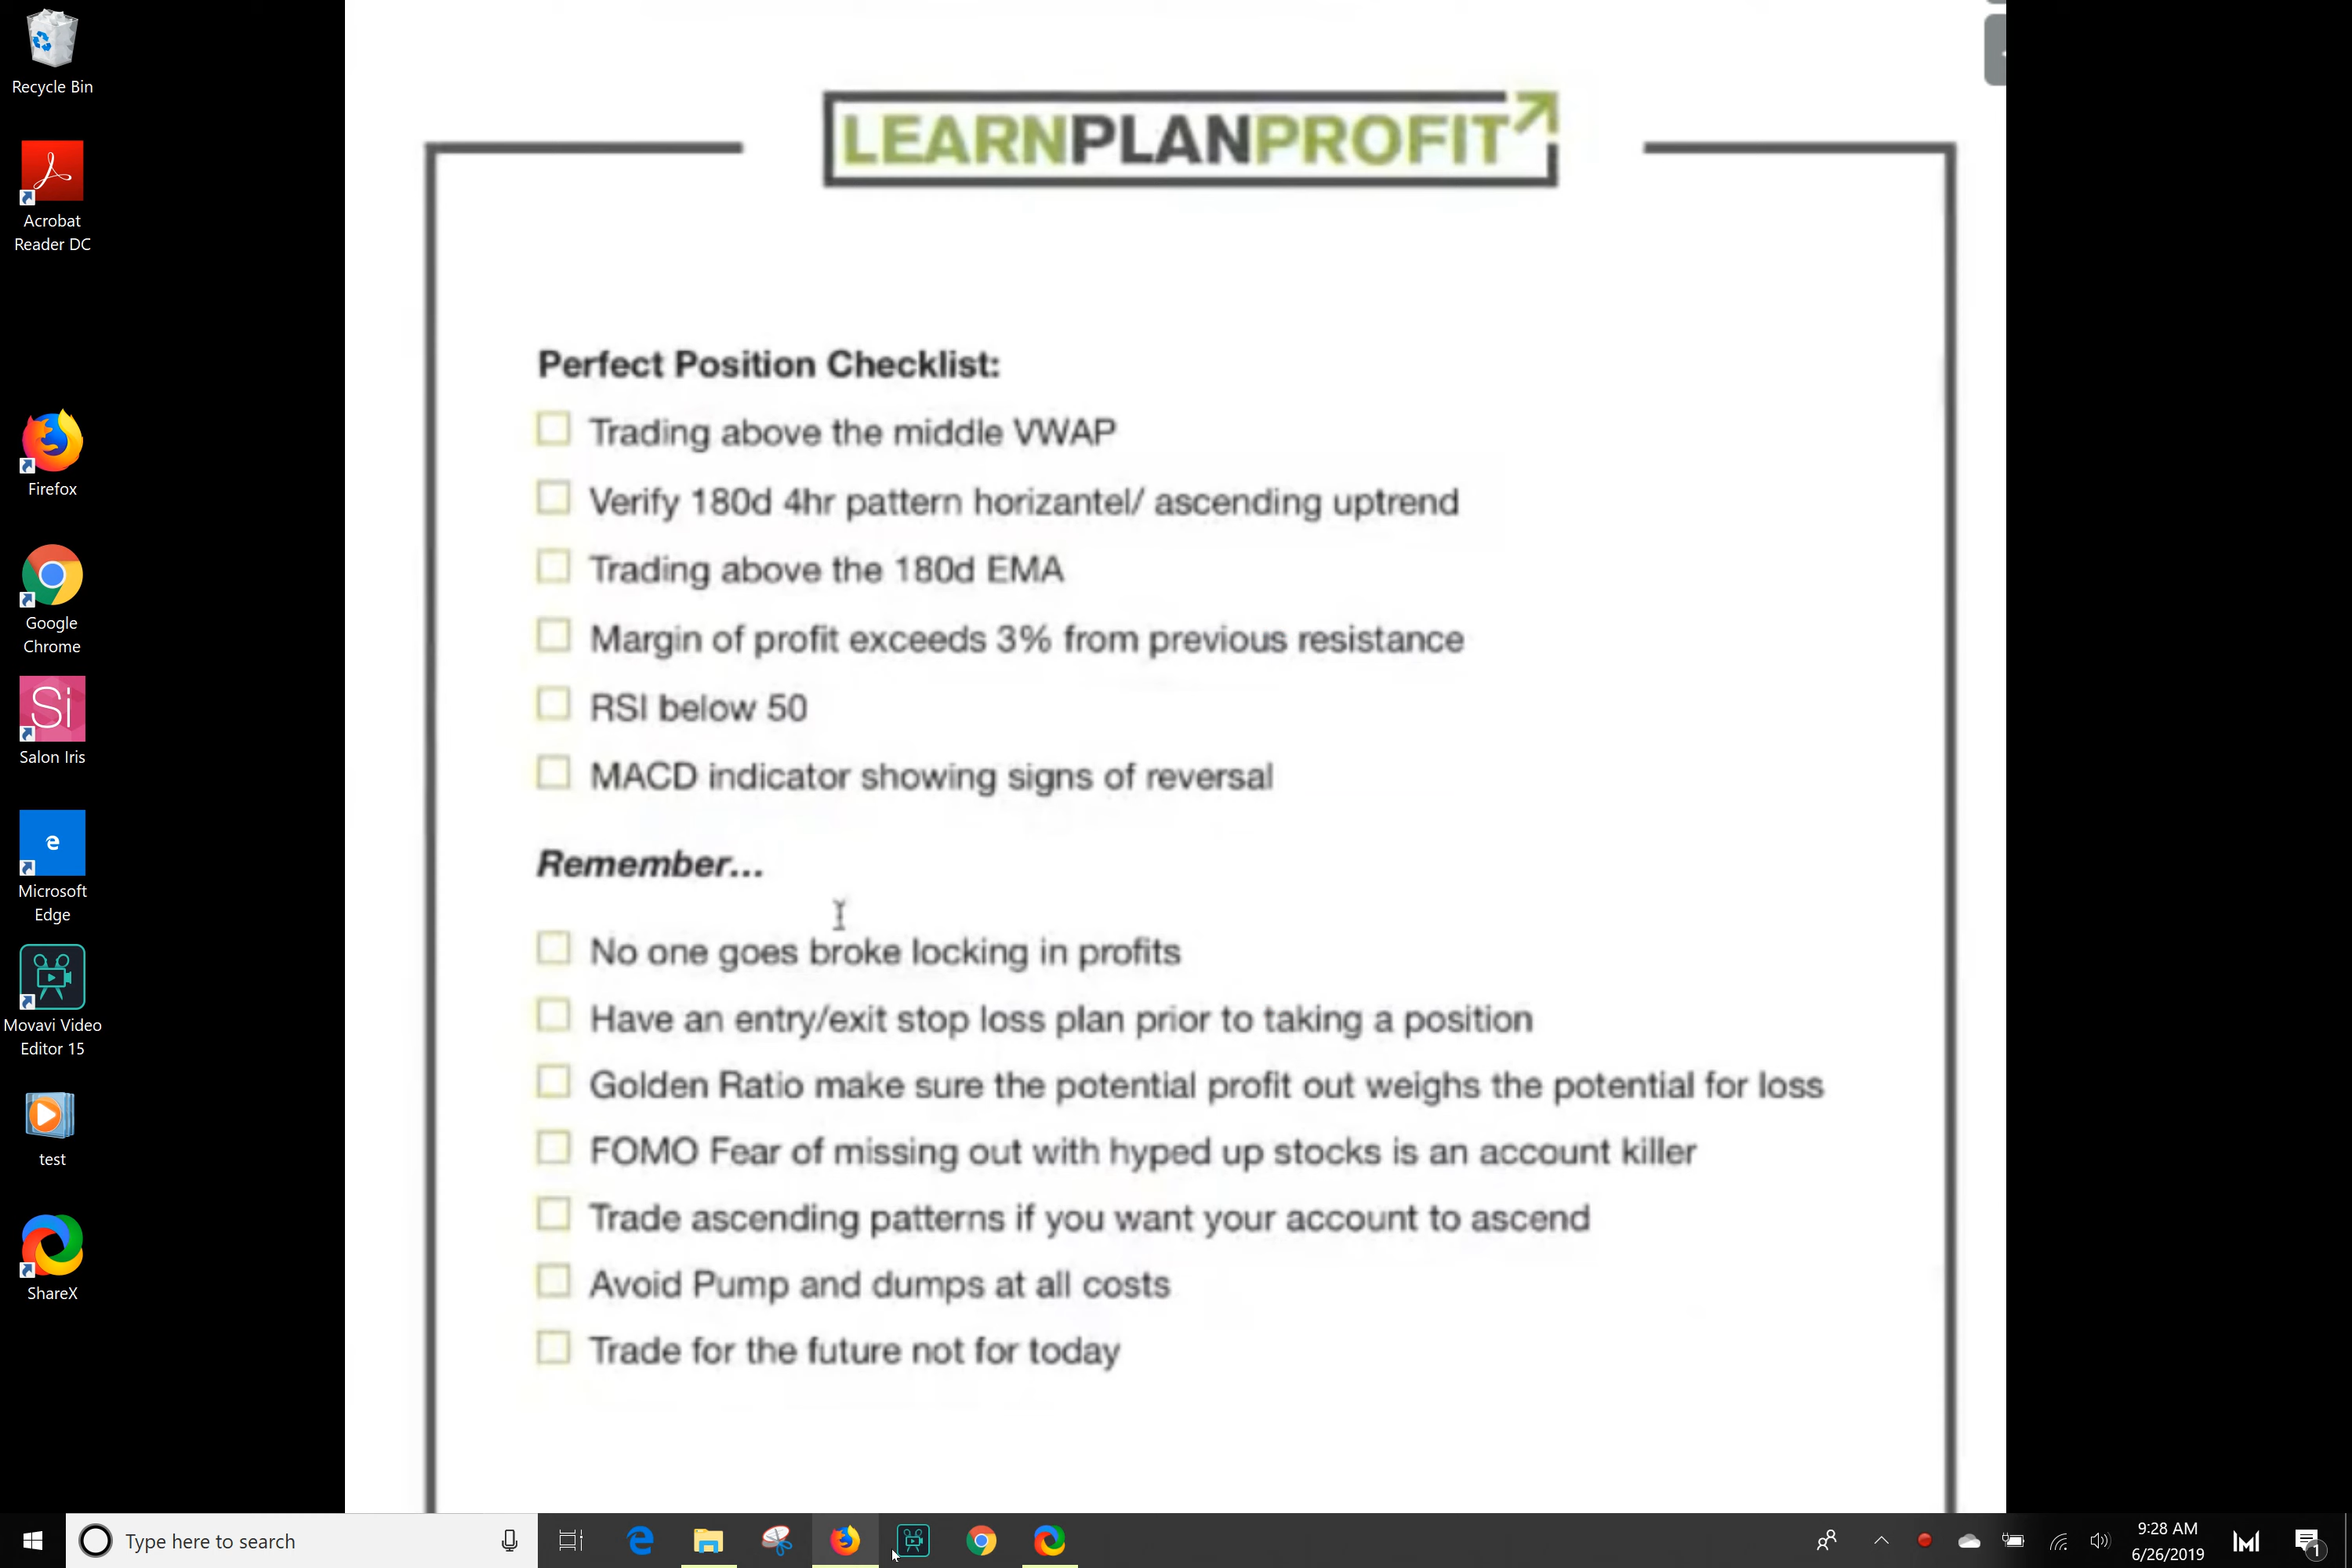 Recycle Bin
Acrobat
Reader DC
Firefox
Google
Chrome
Si
Salon Iris
e
Microsoft
Edge
Movavi Video
Editor 15
test
ShareX
LEARNPLANPROFIT
Perfect Position Checklist:
Trading above the middle VWAP
Verify 180d 4hr pattern horizantel/ ascending uptrend
Trading above the 180d EMA
Margin of profit exceeds 3% from previous resistance
RSI below 50
MACD indicator showing signs of reversal
Remember...
No one goes broke locking in profits
Have an entry/exit stop loss plan prior to taking a position
Golden Ratio make sure the potential profit out weighs the potential for loss
FOMO Fear of missing out with hyped up stocks is an account killer
Trade ascending patterns if you want your account to ascend
Avoid Pump and dumps at all costs
Trade for the future not for today
Type here to search
9:28 AM
6/26/2019
1